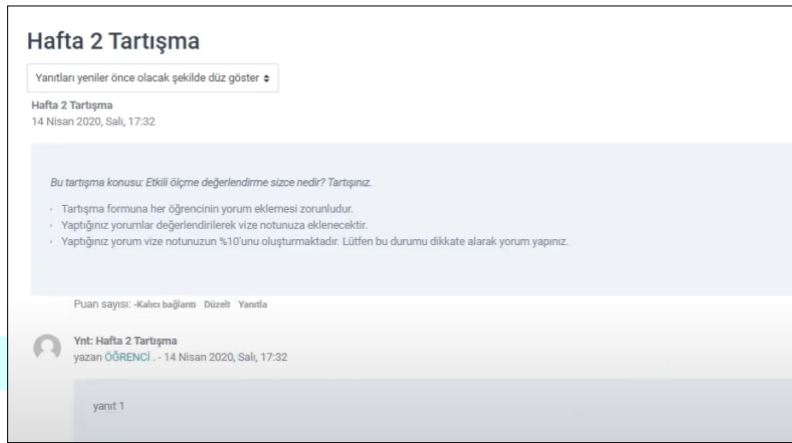 Hafta 2 Tartışma
Yanıtları yeniler önce olacak şekilde düz göster
Hafta 2 Tartışma
14 Nisan 2020, Salı, 17:32
Bu tartışma konusu: Etkili ölçme değerlendirme sizce nedir? Tartışınız.
· Tartışma formuna her öğrencinin yorum eklemesi zorunludur.
· Yaptığınız yorumlar değerlendirilerek vize notunuza eklenecektir.
· Yaptığınız yorum vize notunuzun %10'unu oluşturmaktadır. Lütfen bu durumu dikkate alarak yorum yapınız.
Puan sayısı: -Kalıcı bağlantı Düzelt Yanıtla
Ynt: Hafta 2 Tartışma
yazan ÖĞRENCİ . - 14 Nisan 2020, Salı, 17:32
yanıt 1